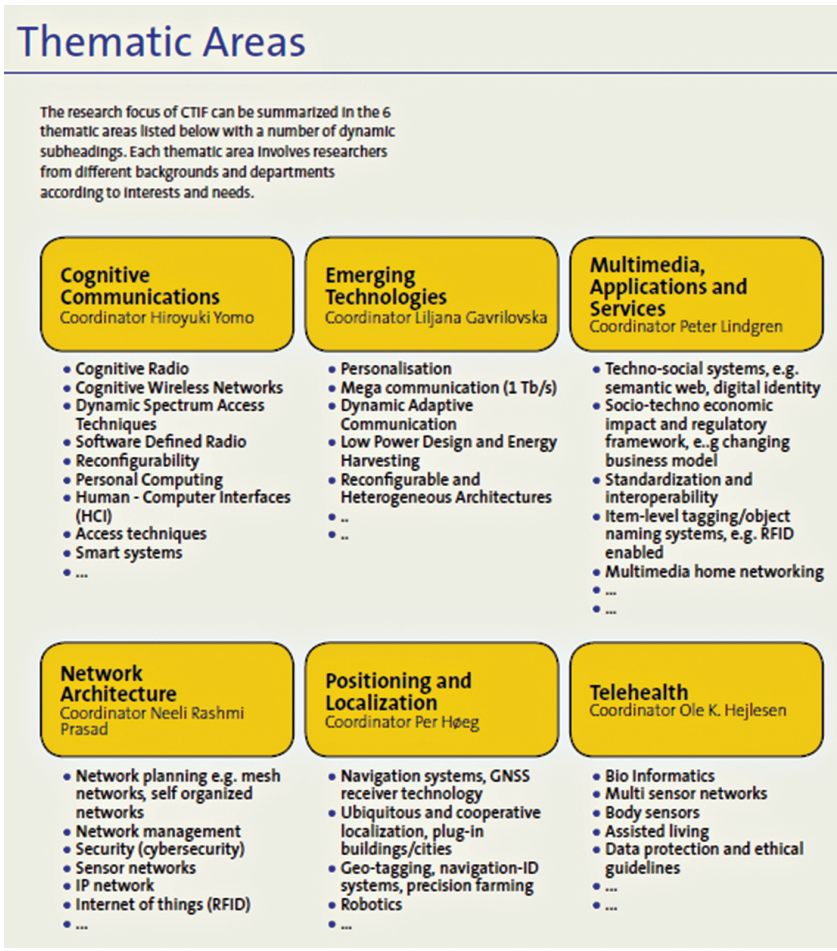 Thematic Areas
The research focus of CTIF can be summarized in the 6
thematic areas listed below with a number of dynamic
subheadings. Each thematic area involves researchers
from different backgrounds and departments
according to interests and needs.
Cognitive
Communications
Coordinator Hiroyuki Yomo
• Cognitive Radio
• Cognitive Wireless Networks
• Dynamic Spectrum Access
Techniques
• Software Defined Radio
• Reconfigurability
• Personal Computing
• Human - Computer Interfaces
(HCI)
• Access techniques
• Smart systems
• ...
Emerging
Technologies
Coordinator Liljana Gavrilovska
• Personalisation
• Mega communication (1 Tb/s)
• Dynamic Adaptive
Communication
• Low Power Design and Energy
Harvesting
• Reconfigurable and
Heterogeneous Architectures
• ..
• ..
Multimedia,
Applications and
Services
Coordinator Peter Lindgren
• Techno-social systems, e.g.
semantic web, digital identity
• Socio-techno economic
impact and regulatory
framework, e..g changing
business model
• Standardization and
interoperability
• Item-level tagging/object
naming systems, e.g. RFID
enabled
• Multimedia home networking
• ...
• ...
Network
Architecture
Coordinator Neeli Rashmi
Prasad
• Network planning e.g. mesh
networks, self organized
networks
• Network management
• Security (cybersecurity)
• Sensor networks
• IP network
• Internet of things (RFID)
• ...
Positioning and
Localization
Coordinator Per Høeg
• Navigation systems, GNSS
receiver technology
• Ubiquitous and cooperative
localization, plug-in
buildings/cities
• Geo-tagging, navigation-ID
systems, precision farming
• Robotics
• ...
Telehealth
Coordinator Ole K. Hejlesen
• Bio Informatics
• Multi sensor networks
• Body sensors
• Assisted living
• Data protection and ethical
guidelines
• ...
• ...